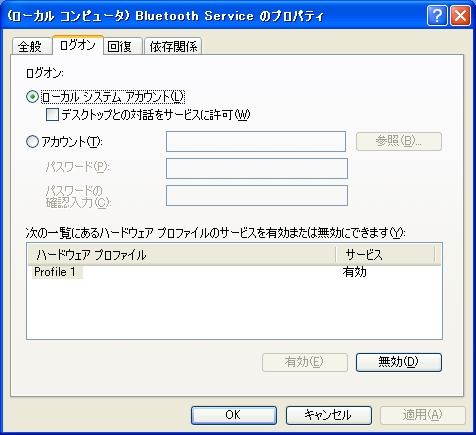 (ローカル コンピュータ) Bluetooth Service のプロパティ
全般 ログオン 回復 依存関係
ログオン:
ローカル システム アカウント(L)
デスクトップとの対話をサービスに許可(W)
アカウント(T): 参照(B)...
パスワード(P):
パスワードの
確認入力(C):
次の一覧にあるハードウェア プロファイルのサービスを有効または無効にできます(Y):
ハードウェア プロファイル サービス
Profile 1 有効
有効(E) 無効(D)
OK キャンセル 適用(A)